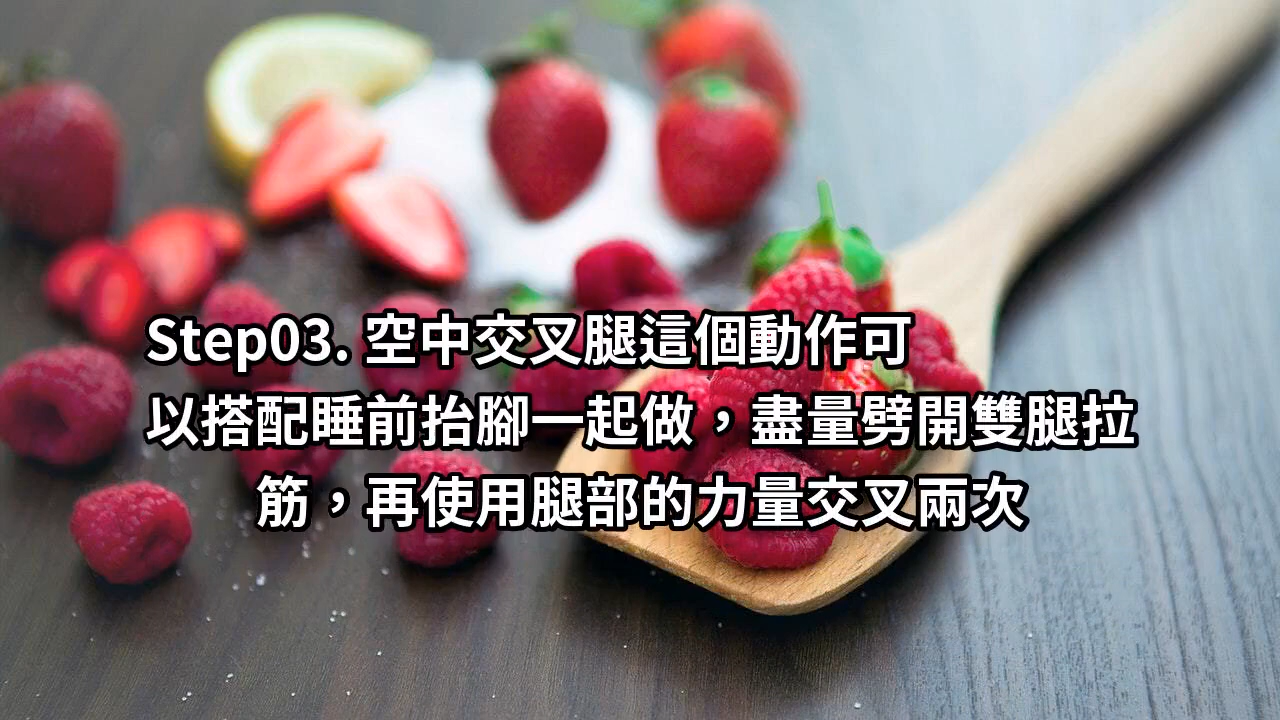 Step03. 空中交叉腿這個動作可
以搭配睡前抬腳一起做，盡量劈開雙腿拉
筋，再使用腿部的力量交叉兩次